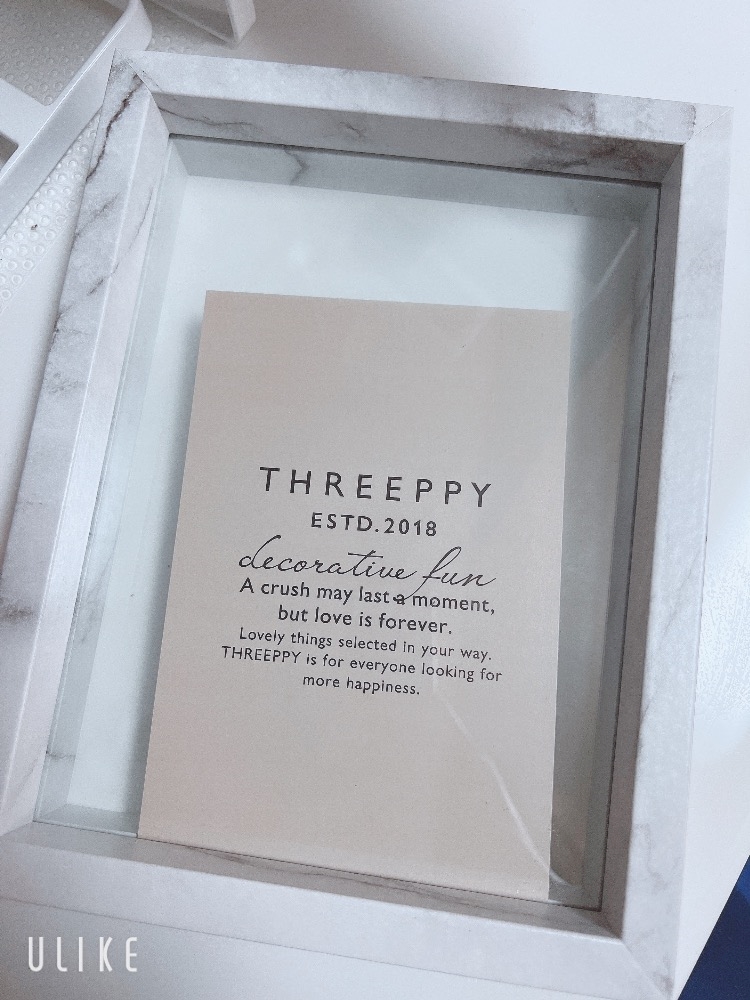 THREEPPY
ESTD.2018
decorative fun
A crush may last a moment,
but love is forever.
Lovely things selected in your way.
THREEPPY is for everyone looking for
more happiness.
ULIKE